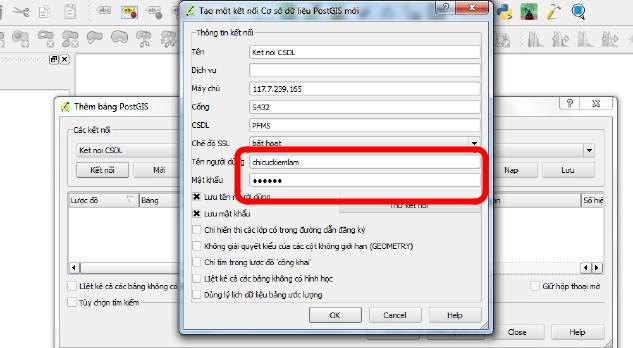 Tạo một kết nối Cơ sở dữ liệu PostGIS mới
Thông tin kết nối
Tên
Ket noi CSDL
Dịch vụ
Máy chủ
117.7.239.165
Cổng
5432
CSDL
PFMS
Chế độ SSL
bất hoạt
Tên người dùng
chicuckiemlam
Mật khẩu
●●●●●●
Lưu tên người dùng
Lưu mật khẩu
Thử kết nối
Chỉ hiển thị các lớp có trong đường dẫn đăng ký
Không giải quyết kiểu của các cột không giới hạn (GEOMETRY)
Chỉ tìm trong lược đồ 'công khai'
Liệt kê cả các bảng không có hình học
Dùng lý lịch dữ liệu bảng ước lượng
OK
Cancel
Help
Thêm bảng PostGIS
Các kết nối
Ket noi CSDL
Kết nối
Mới
Nạp
Lưu
Lược đồ
Bảng
Số hiệ
Liệt kê cả các bảng không có
Giữ hộp thoại mở
Tùy chọn tìm kiếm
Close
Help